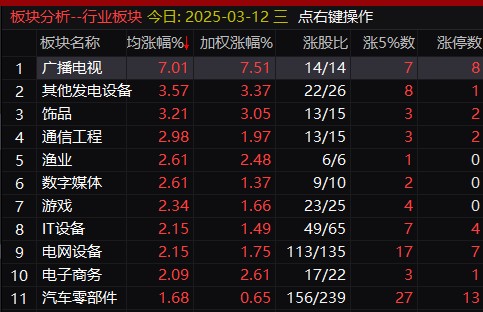 板块分析--行业板块 今日: 2025-03-12 三 点右键操作
板块名称 均涨幅%↓ 加权涨幅% 涨股比 涨5%数 涨停数
1 广播电视 7.01 7.51 14/14 7 8
2 其他发电设备 3.57 3.37 22/26 8 1
3 饰品 3.21 3.05 13/15 3 2
4 通信工程 2.98 1.97 13/15 3 2
5 渔业 2.61 2.48 6/6 1 0
6 数字媒体 2.61 1.37 9/10 2 0
7 游戏 2.34 1.66 23/25 4 0
8 IT设备 2.15 1.49 49/65 7 4
9 电网设备 2.15 1.75 113/135 17 7
10 电子商务 2.09 2.61 17/22 3 1
11 汽车零部件 1.68 0.65 156/239 27 13